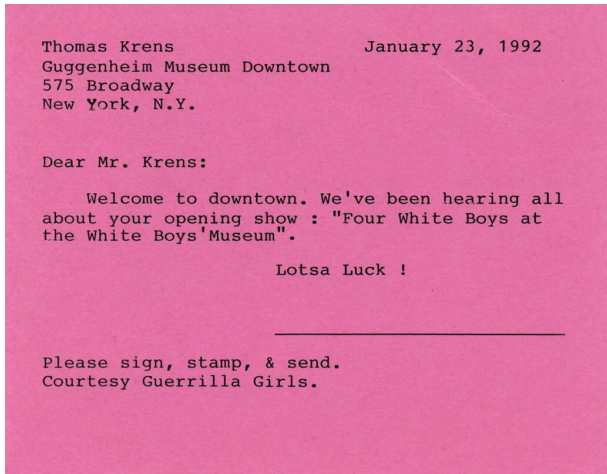 Thomas Krens January 23, 1992
Guggenheim Museum Downtown
575 Broadway
New York, N.Y.
Dear Mr. Krens:
Welcome to downtown. We've been hearing all
about your opening show : "Four White Boys at
the White Boys'Museum".
Lotsa Luck !
Please sign, stamp, & send.
Courtesy Guerrilla Girls.